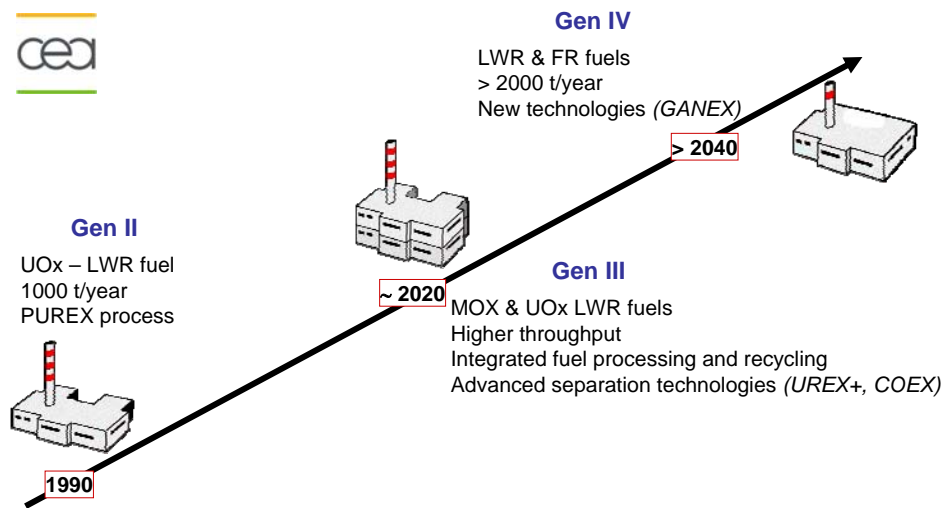 cea
Gen IV
LWR & FR fuels
> 2000 t/year
New technologies (GANEX)
> 2040
Gen II
UOx – LWR fuel
1000 t/year
PUREX process
~ 2020
Gen III
MOX & UOx LWR fuels
Higher throughput
Integrated fuel processing and recycling
Advanced separation technologies (UREX+, COEX)
1990